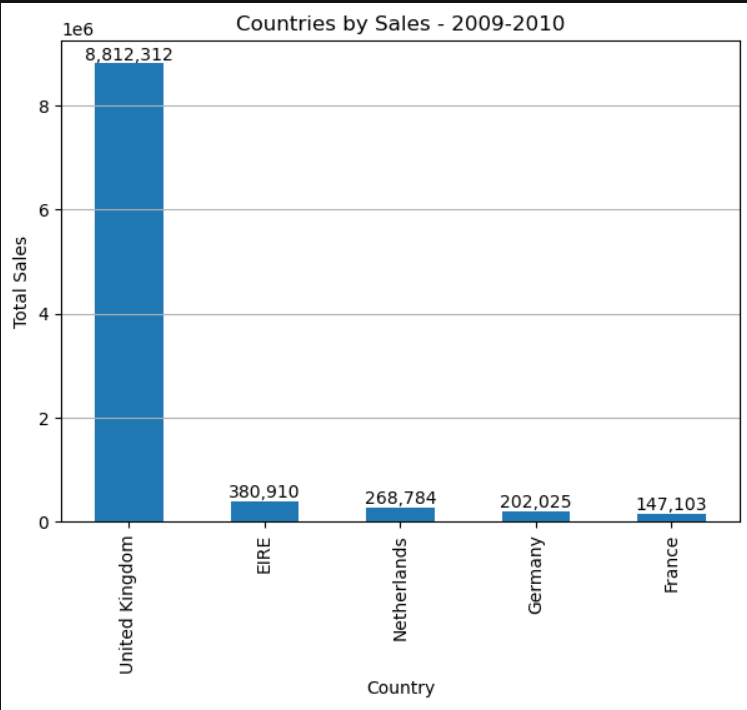 Countries by Sales - 2009-2010
1e6
8,812,312
8
6
4
2
0
Total Sales
380,910
268,784
202,025
147,103
United Kingdom
EIRE
Netherlands
Germany
France
Country